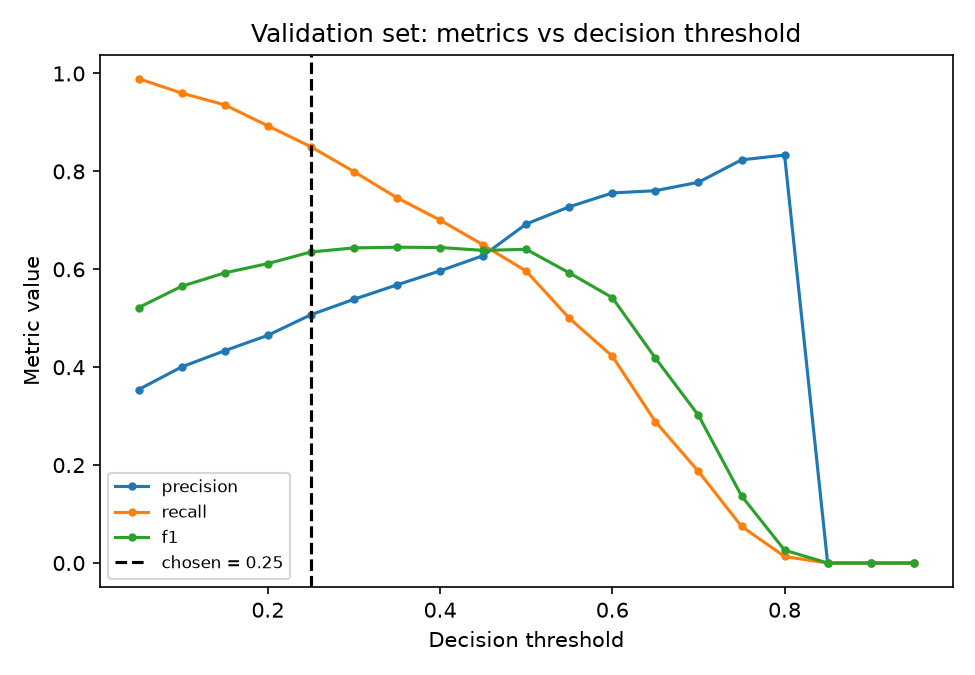 Validation set: metrics vs decision threshold
Metric value
1.0
0.8
0.6
0.4
0.2
0.0
precision
recall
f1
chosen = 0.25
0.2 0.4 0.6 0.8
Decision threshold